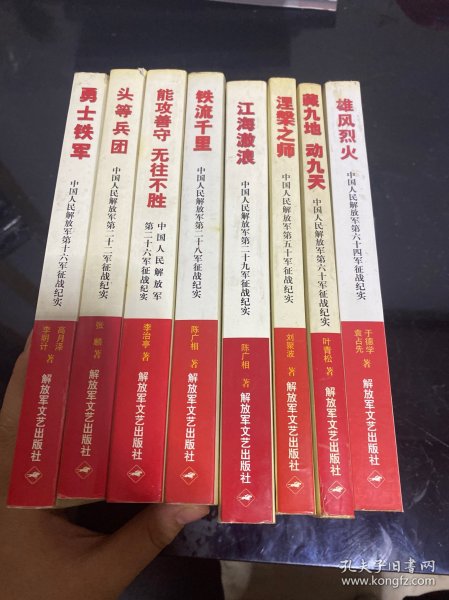 勇士铁军
中国人民解放军第十六军征战纪实
高月泽
李明计
著
解放军文艺出版社
头等兵团
中国人民解放军第二十二军征战纪实
张麟著
解放军文艺出版社
能攻善守 无往不胜
中国人民解放军
第二十六军征战纪实
李治亭 著
解放军文艺出版社
铁流千里
中国人民解放军第二十八军征战纪实
陈广相 著
解放军文艺出版社
江海激浪
中国人民解放军第二十九军征战纪实
陈广相 著
解放军文艺出版社
涅槃之师
中国人民解放军第五十军征战纪实
刘聚波 著
解放军文艺出版社
藏九地 动九天
中国人民解放军第六十军征战纪实
叶青松 著
解放军文艺出版社
雄风烈火
中国人民解放军第六十四军征战纪实
于德学
袁占先
著
解放军文艺出版社
孔夫子旧书网
www.kongfz.com